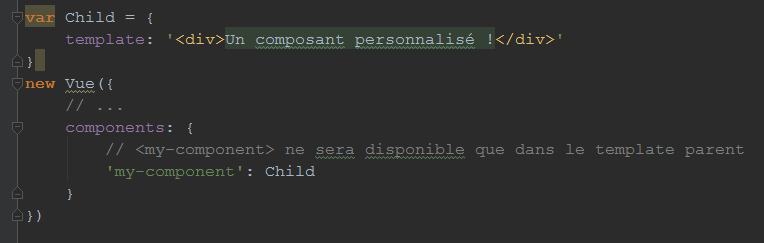 var Child = {
    template: '<div>Un composant personnalisé !</div>'
}
new Vue({
    // ...
    components: {
        // <my-component> ne sera disponible que dans le template parent
        'my-component': Child
    }
})